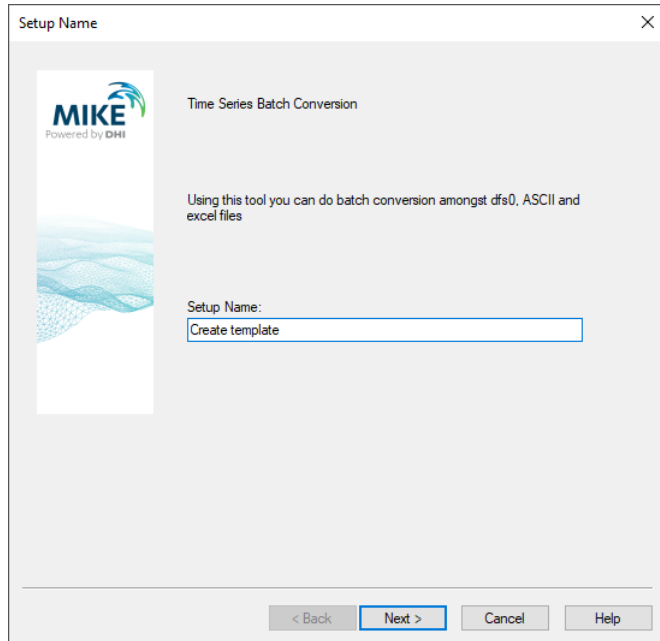 Setup Name
MIKE
Powered by DHI
Time Series Batch Conversion
Using this tool you can do batch conversion amongst dfs0, ASCII and
excel files
Setup Name:
Create template
< Back
Next >
Cancel
Help